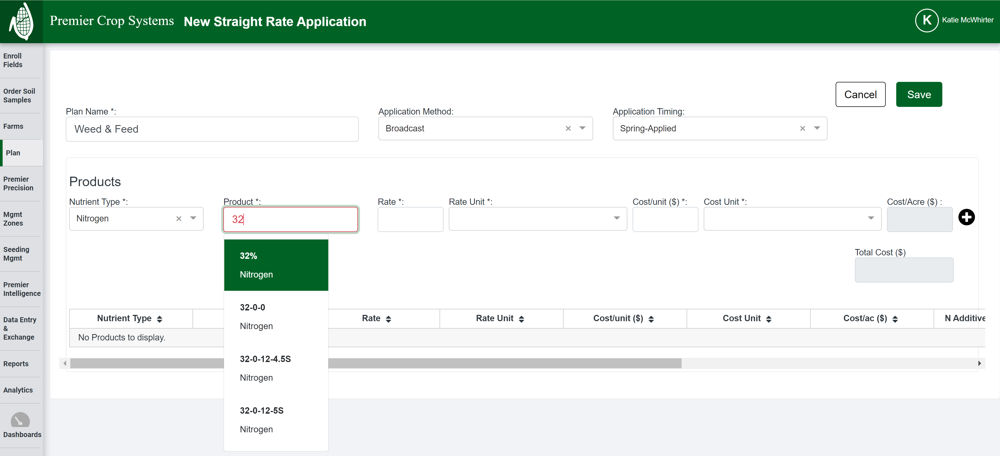 Premier Crop Systems New Straight Rate Application
K Katie McWhirter
Enroll
Fields
Order Soil
Samples
Farms
Plan
Premier
Precision
Mgmt
Zones
Seeding
Mgmt
Premier
Intelligence
Data Entry
&
Exchange
Reports
Analytics
Dashboards
Cancel Save
Plan Name *: Application Method: Application Timing:
Weed & Feed Broadcast × Spring-Applied ×
Products
Nutrient Type *: Product *: Rate *: Rate Unit *: Cost/unit ($) *: Cost Unit *: Cost/Acre ($) :
Nitrogen × 32
32%
Nitrogen
32-0-0
Nitrogen
32-0-12-4.5S
Nitrogen
32-0-12-5S
Nitrogen
Total Cost ($)
Nutrient Type Rate Rate Unit Cost/unit ($) Cost Unit Cost/ac ($) N Additive
No Products to display.